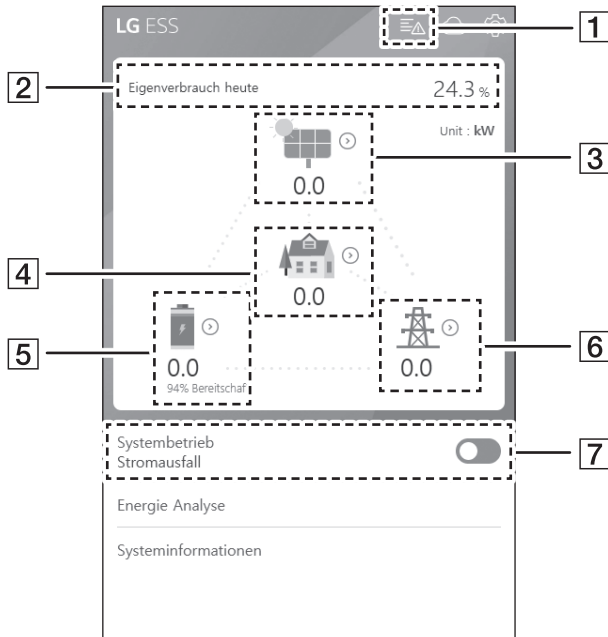 LG ESS
1
2
Eigenverbrauch heute 24.3 %
Unit : kW
3
0.0
4
0.0
5
0.0
94% Bereitschaf
6
0.0
Systembetrieb
Stromausfall
7
Energie Analyse
Systeminformationen